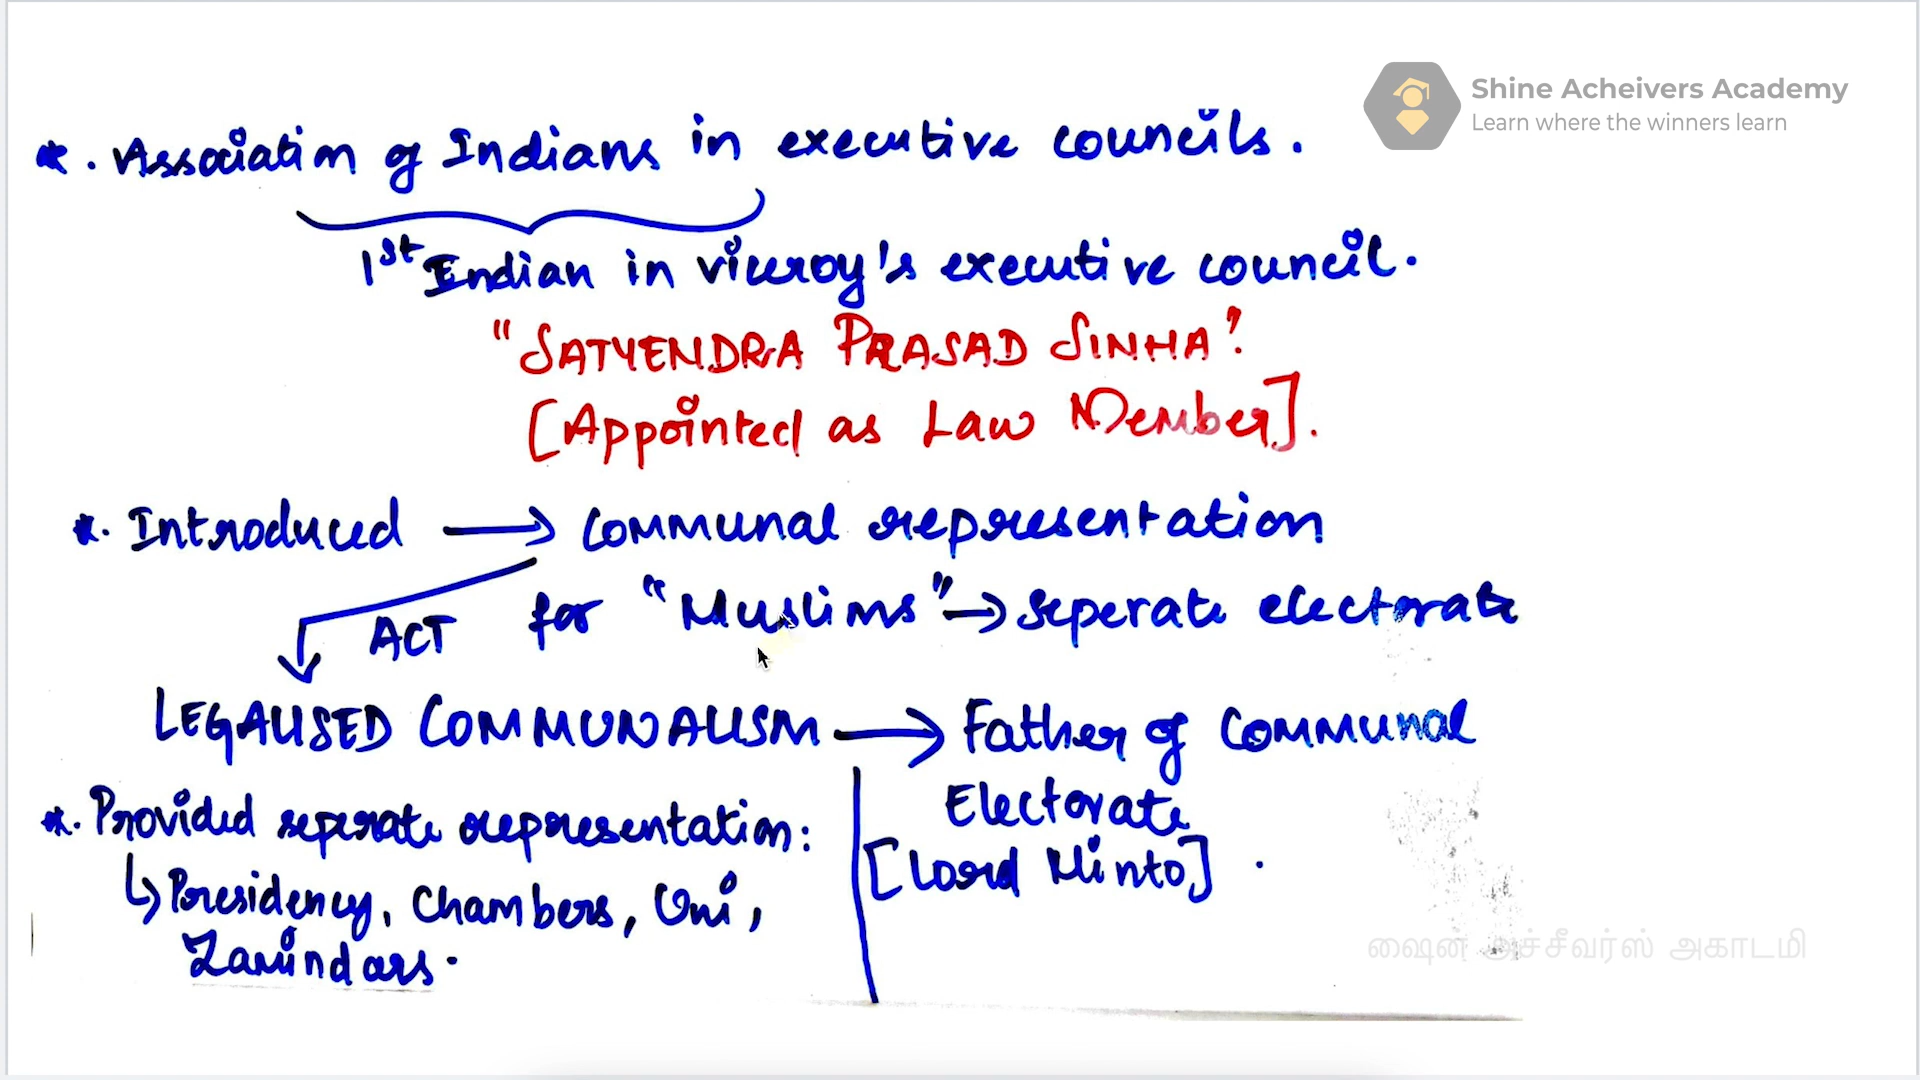 Shine Acheivers Academy
Learn where the winners learn
*. Association of Indians in executive councils.
1st Indian in viceroy's executive council.
"SATYENDRA PRASAD SINHA"
[Appointed as Law Member].
*. Introduced → communal representation
ACT for "Muslims" → seperate electorate
LEGALISED COMMUNALISM → Father of communal
Electorate
[Lord Minto].
*. Provided seperate representation:
↳ Presidency, Chambers, Uni,
Zamindars.
ஷைன் அச்சீவர்ஸ் அகாடமி